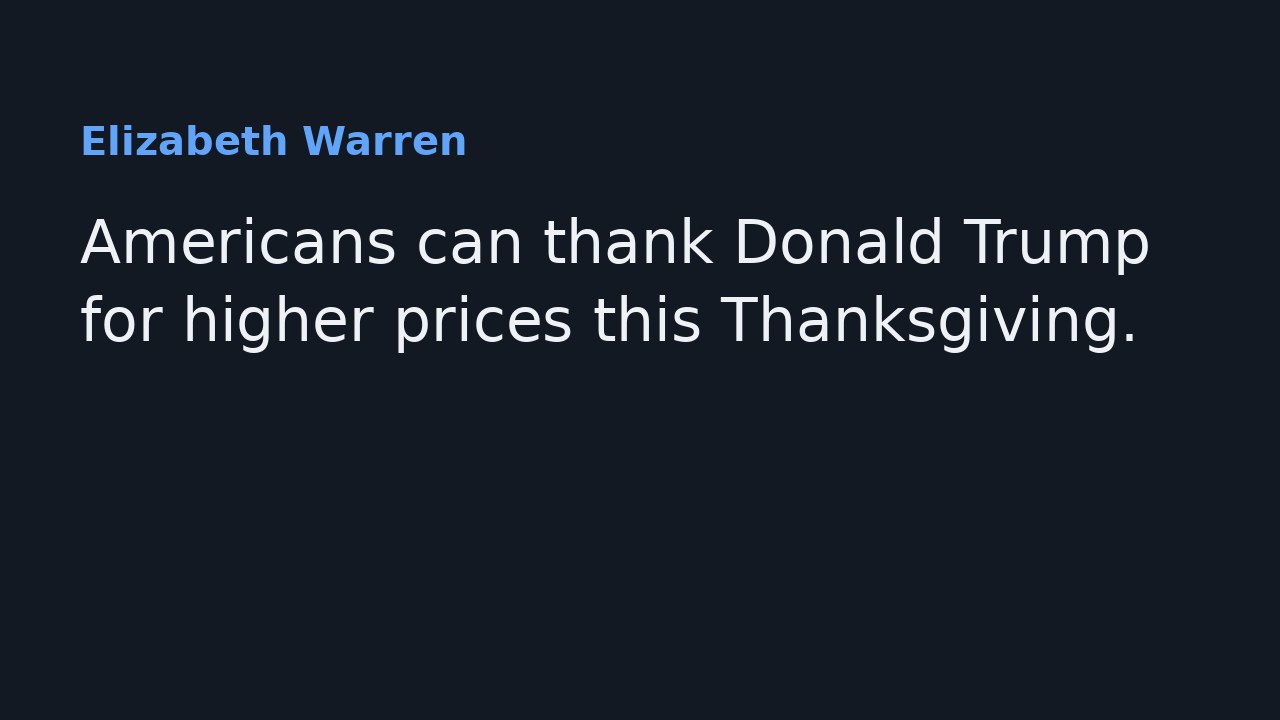 Elizabeth Warren
Americans can thank Donald Trump
for higher prices this Thanksgiving.